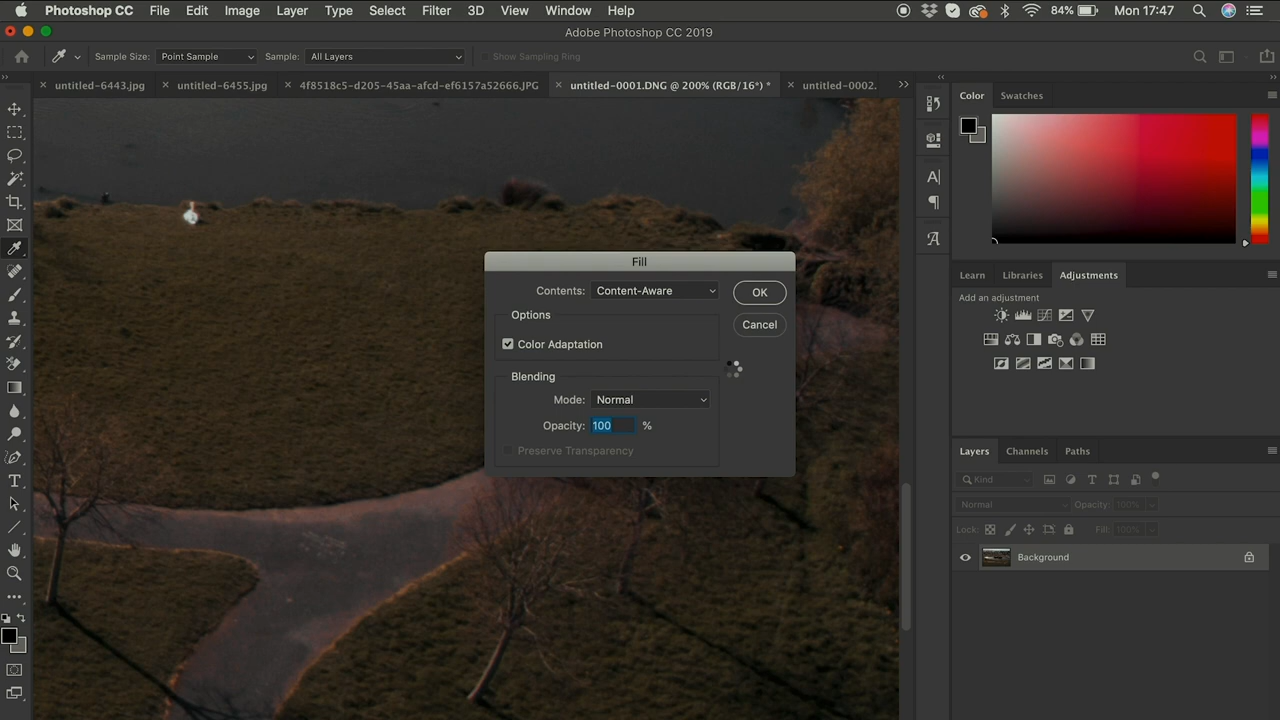 Photoshop CC File Edit Image Layer Type Select Filter 3D View Window Help 84% Mon 17:47
Adobe Photoshop CC 2019
Sample Size: Point Sample Sample: All Layers Show Sampling Ring
untitled-6443.jpg untitled-6455.jpg 4f8518c5-d205-45aa-afcd-ef6157a52666.JPG untitled-0001.DNG @ 200% (RGB/16*) * untitled-0002.
Color Swatches
Fill
Contents: Content-Aware OK
Options
Cancel
Color Adaptation
Blending
Mode: Normal
Opacity: 100 %
Preserve Transparency
Learn Libraries Adjustments
Add an adjustment
Layers Channels Paths
Kind
Normal Opacity: 100%
Lock: Fill: 100%
Background